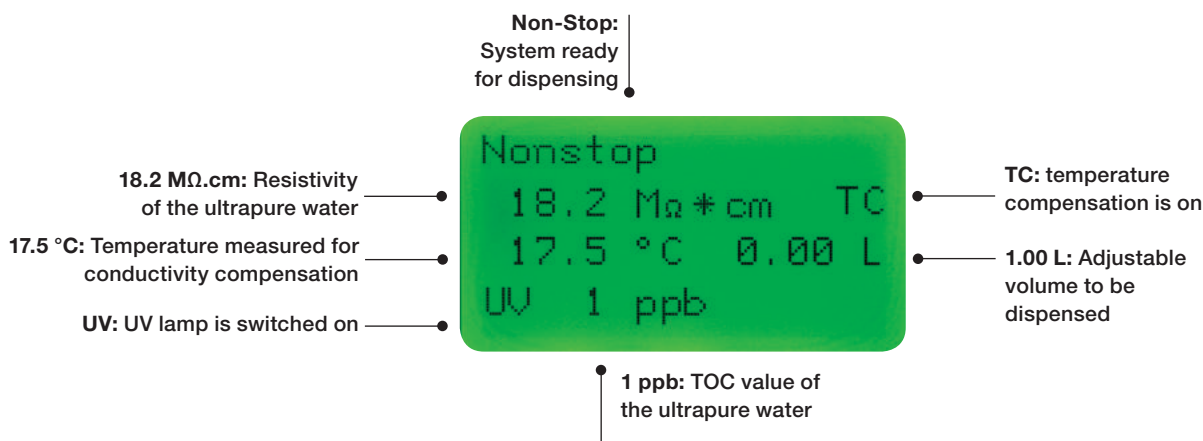 Non-Stop:
System ready
for dispensing
Nonstop
18.2 MΩ*cm TC
17.5 °C 0.00 L
UV 1 ppb
18.2 MΩ.cm: Resistivity
of the ultrapure water
17.5 °C: Temperature measured for
conductivity compensation
UV: UV lamp is switched on
TC: temperature
compensation is on
1.00 L: Adjustable
volume to be
dispensed
1 ppb: TOC value of
the ultrapure water